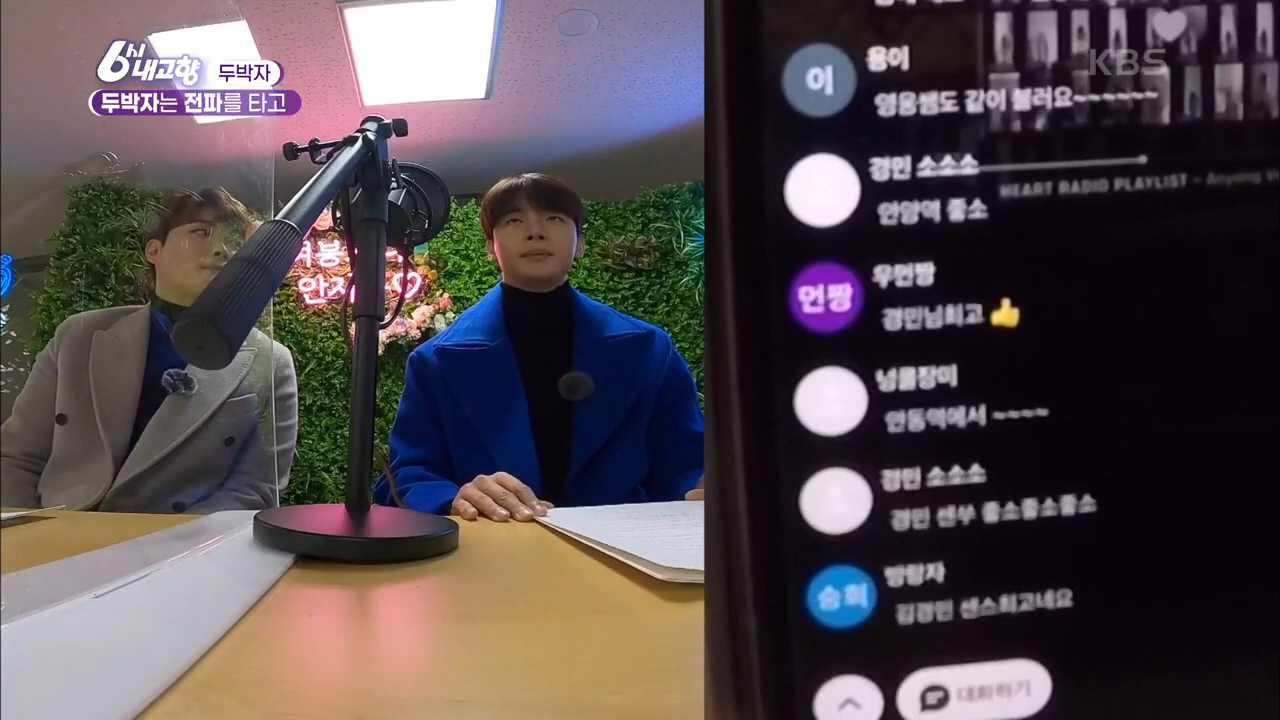 6시내고향
두박자
두박자는 전파를 타고
KBS
이
용이
영웅쌤도 같이 불러요~~~~~~
경민 소소소
HEART RADIO PLAYLIST - Anyang
안양역 좋소
언짱
우먼짱
경민님최고 👍
넝쿨장미
안동역에서 ~~~~
경민 소소소
경민 센쑤 좋소좋소좋소
승희
방랑자
김경민 센스최고네요
대화하기